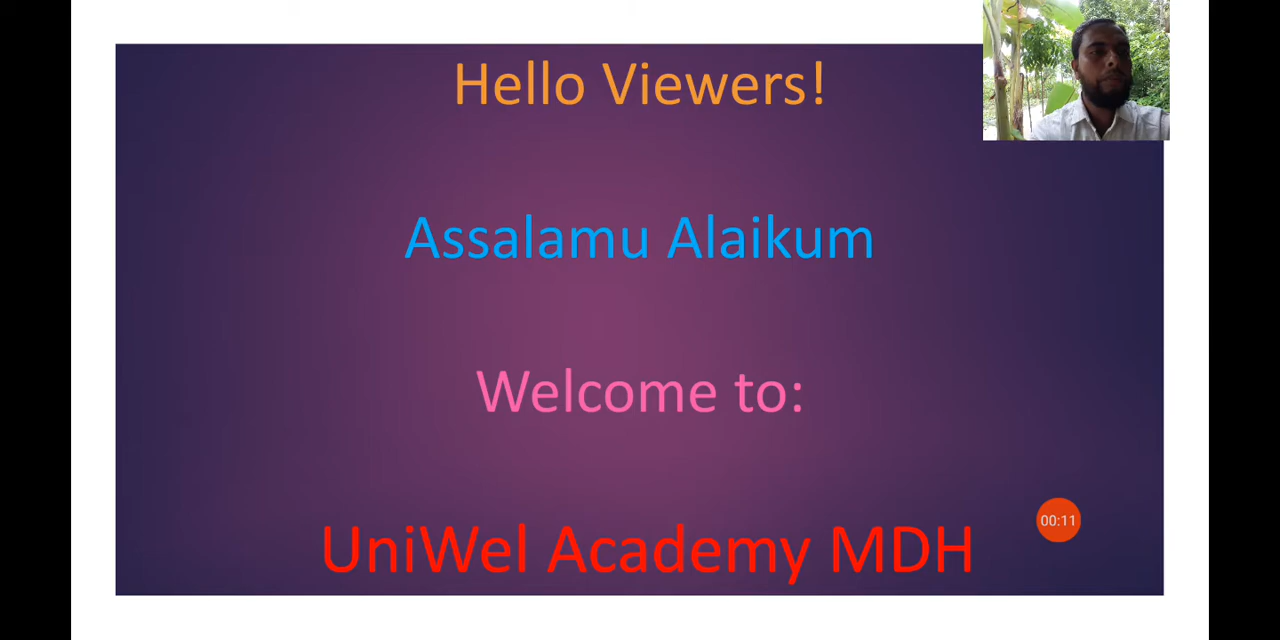 Hello Viewers!
Assalamu Alaikum
Welcome to:
00:11
UniWel Academy MDH